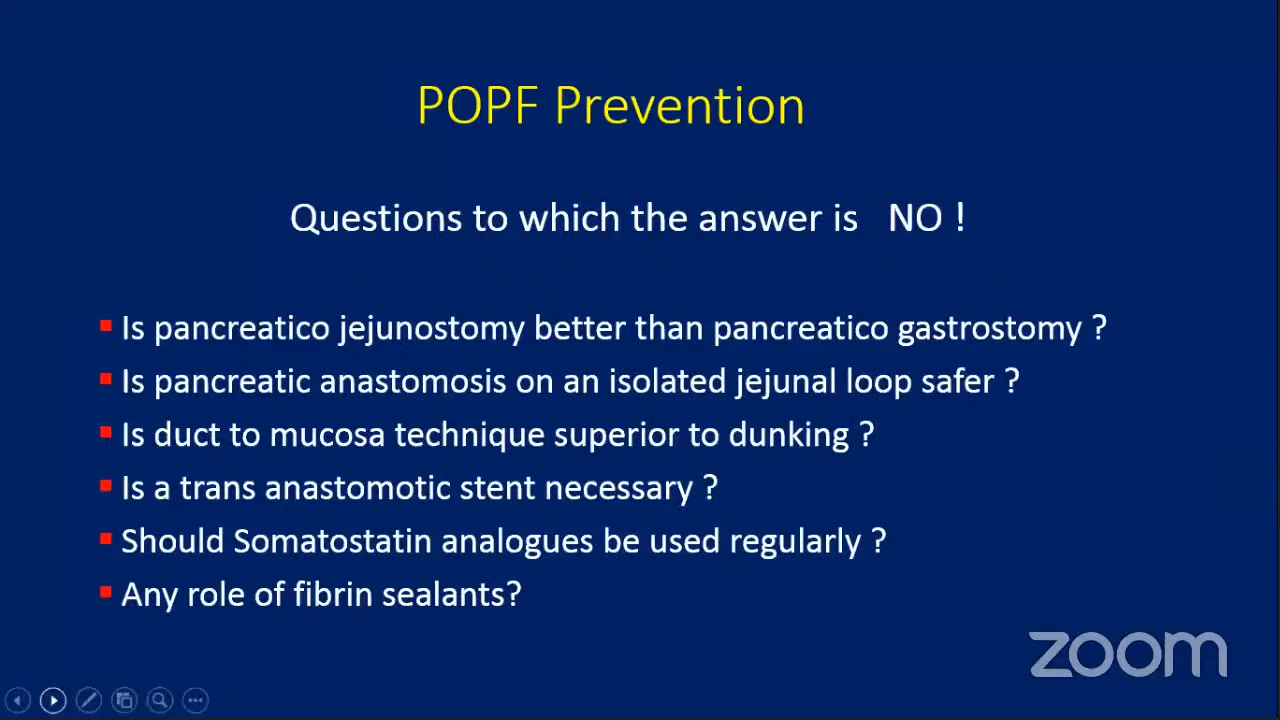 POPF Prevention
Questions to which the answer is NO !
Is pancreatico jejunostomy better than pancreatico gastrostomy ?
Is pancreatic anastomosis on an isolated jejunal loop safer ?
Is duct to mucosa technique superior to dunking ?
Is a trans anastomotic stent necessary ?
Should Somatostatin analogues be used regularly ?
Any role of fibrin sealants?
zoom